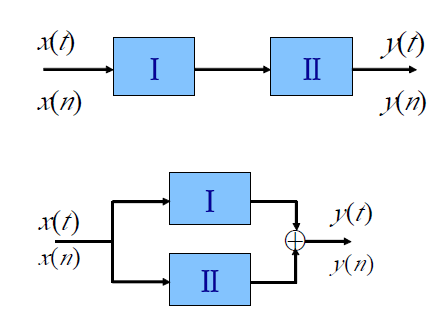 x(t) y(t)
Ⅰ Ⅱ
x(n) y(n)
Ⅰ
x(t) y(t)
x(n) y(n)
Ⅱ